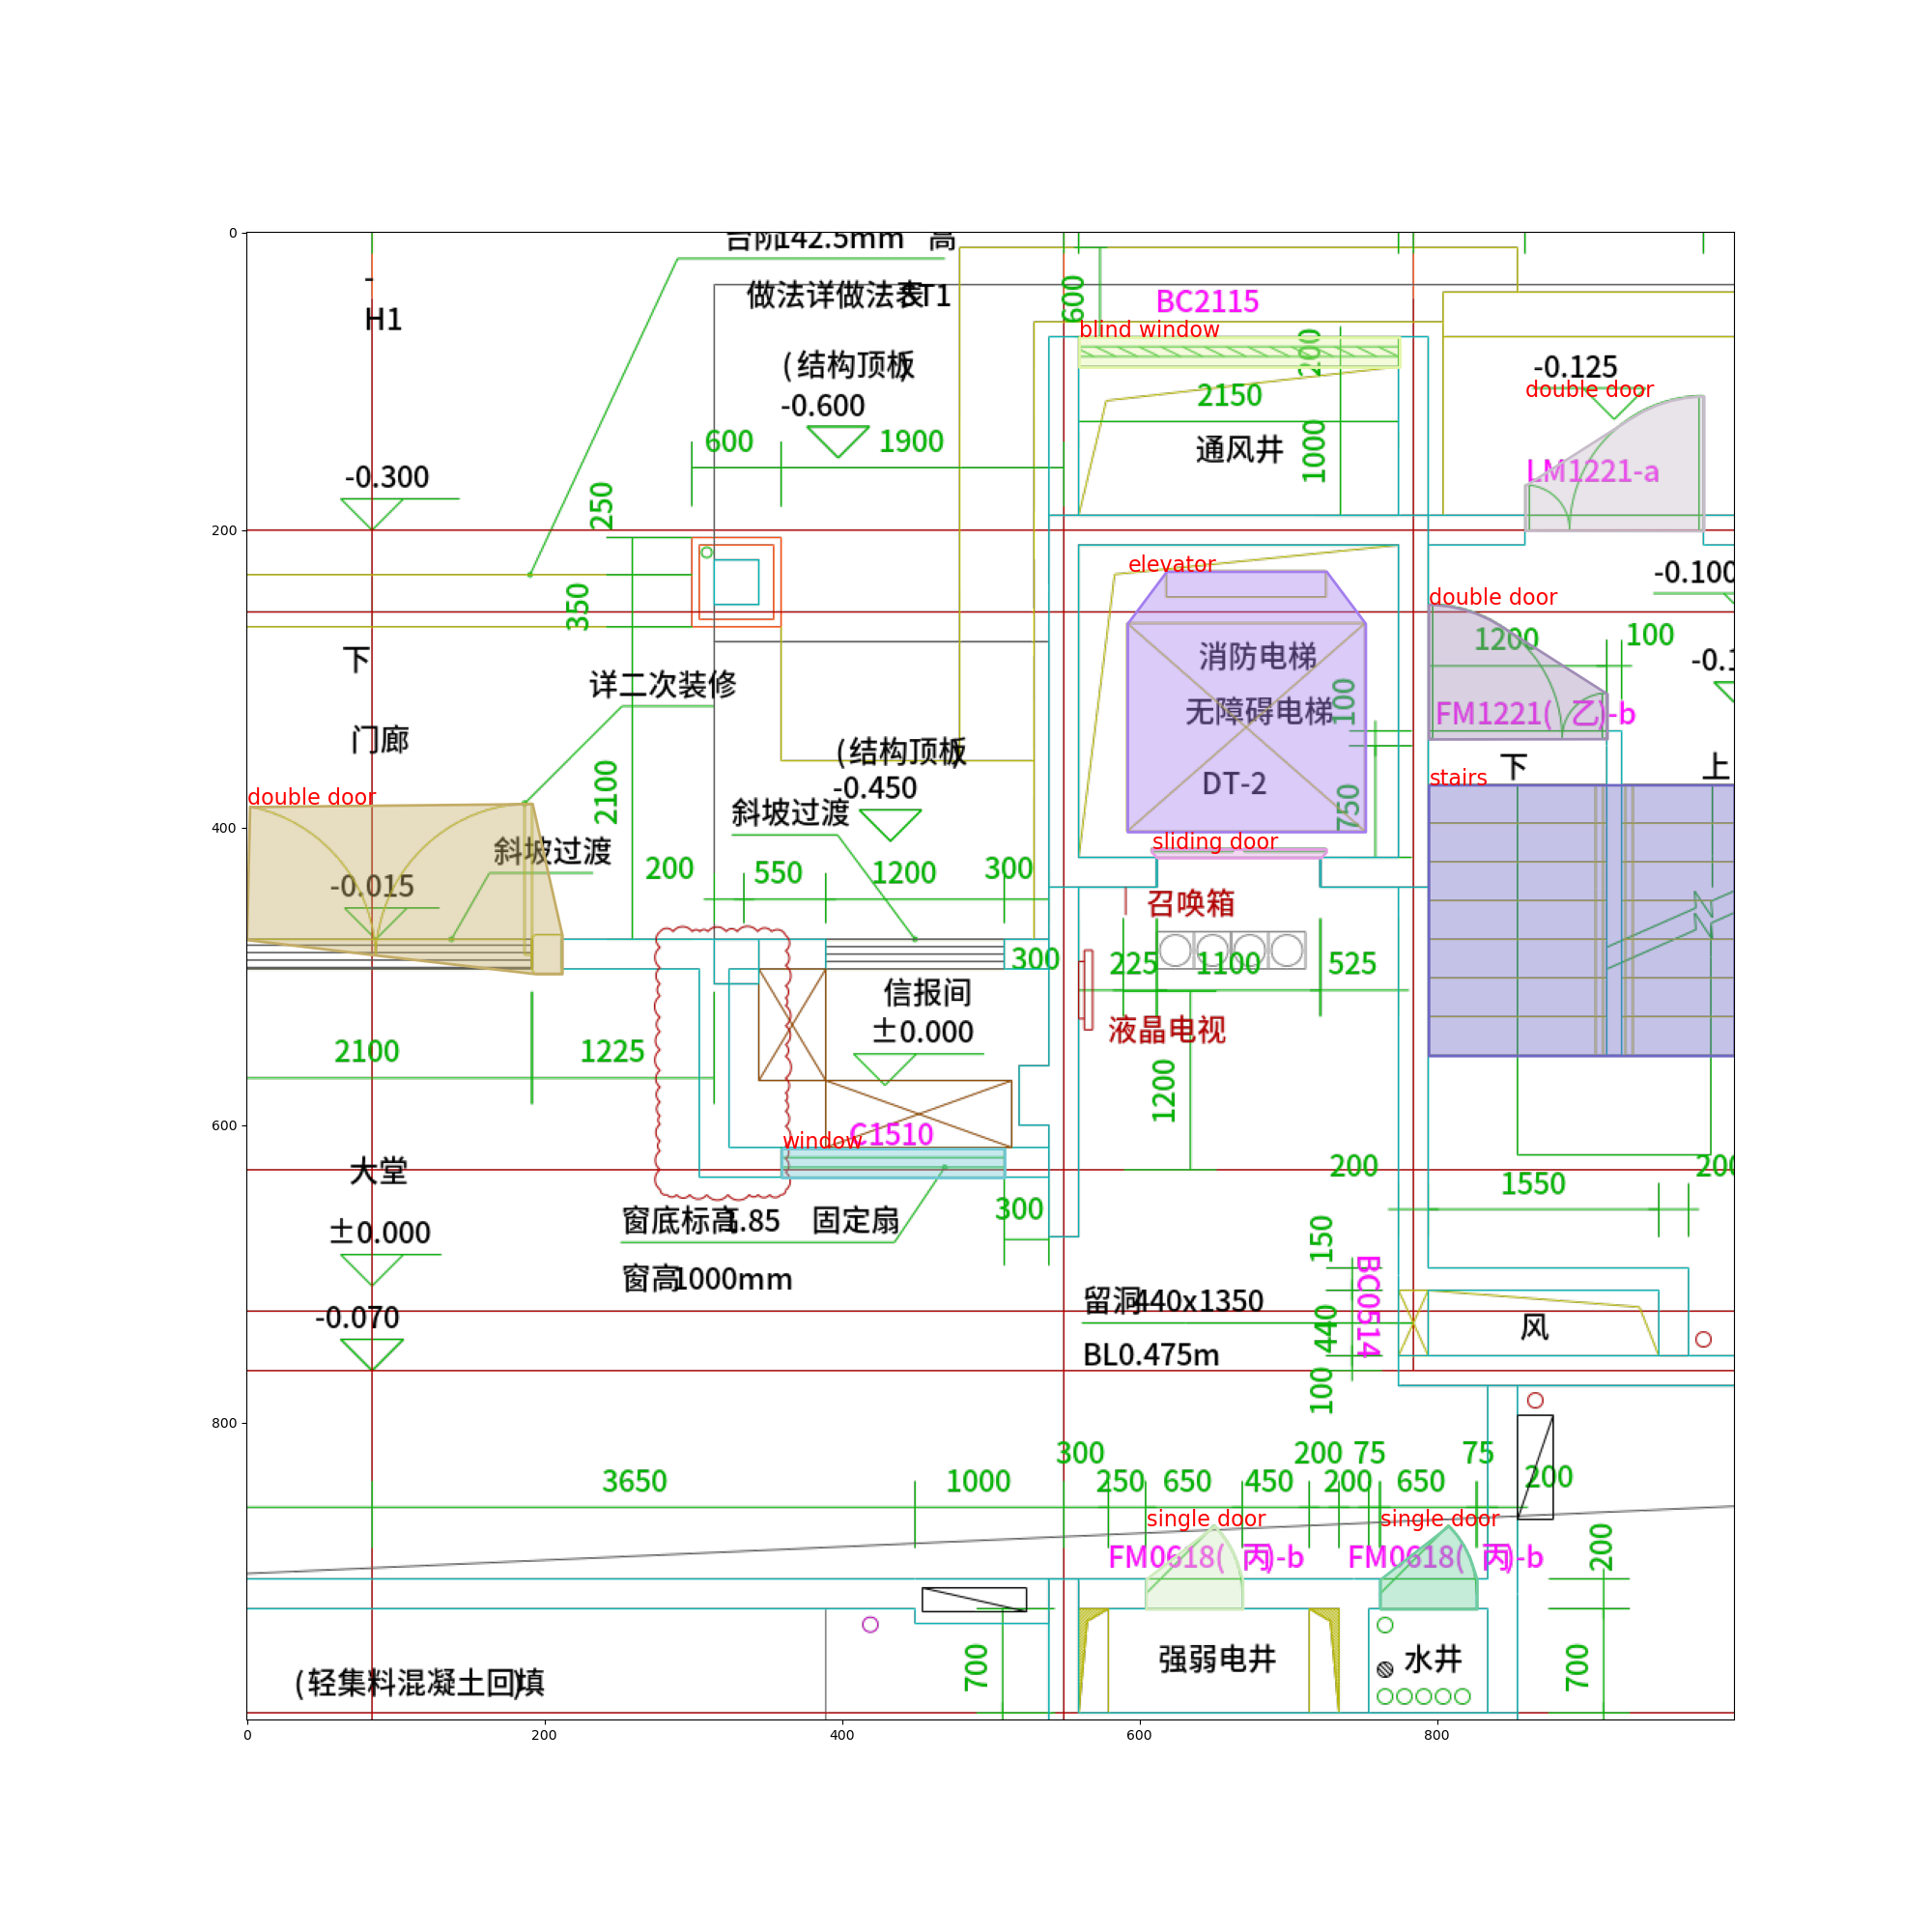 台阶142.5mm 高
-
H1
做法详做法表T1
BC2115
600
blind window
200
(结构顶板)
-0.600
-0.125
double door
2150
600
1900
通风井
1000
LM1221-a
-0.300
250
elevator
-0.100
350
double door
1200
100
下
详二次装修
消防电梯
-0.1
无障碍电梯
100
FM1221( 乙)-b
门廊
(结构顶板)
-0.450
下
上
stairs
DT-2
double door
2100
斜坡过渡
750
sliding door
斜坡过渡
-0.015
200
550
1200
300
召唤箱
300
225
1100
525
信报间
±0.000
液晶电视
2100
1225
1200
window
C1510
大堂
200
200
1550
±0.000
窗底标高1.85 固定扇
300
150
窗高1000mm
-0.070
留洞440x1350
440
BC0514
风
BL0.475m
100
300
200
75
75
3650
1000
250
650
450
200
650
200
single door
single door
FM0618( 丙)-b
FM0618( 丙)-b
200
强弱电井
水井
700
700
(轻集料混凝土回填)
0
200
400
600
800
0
200
400
600
800